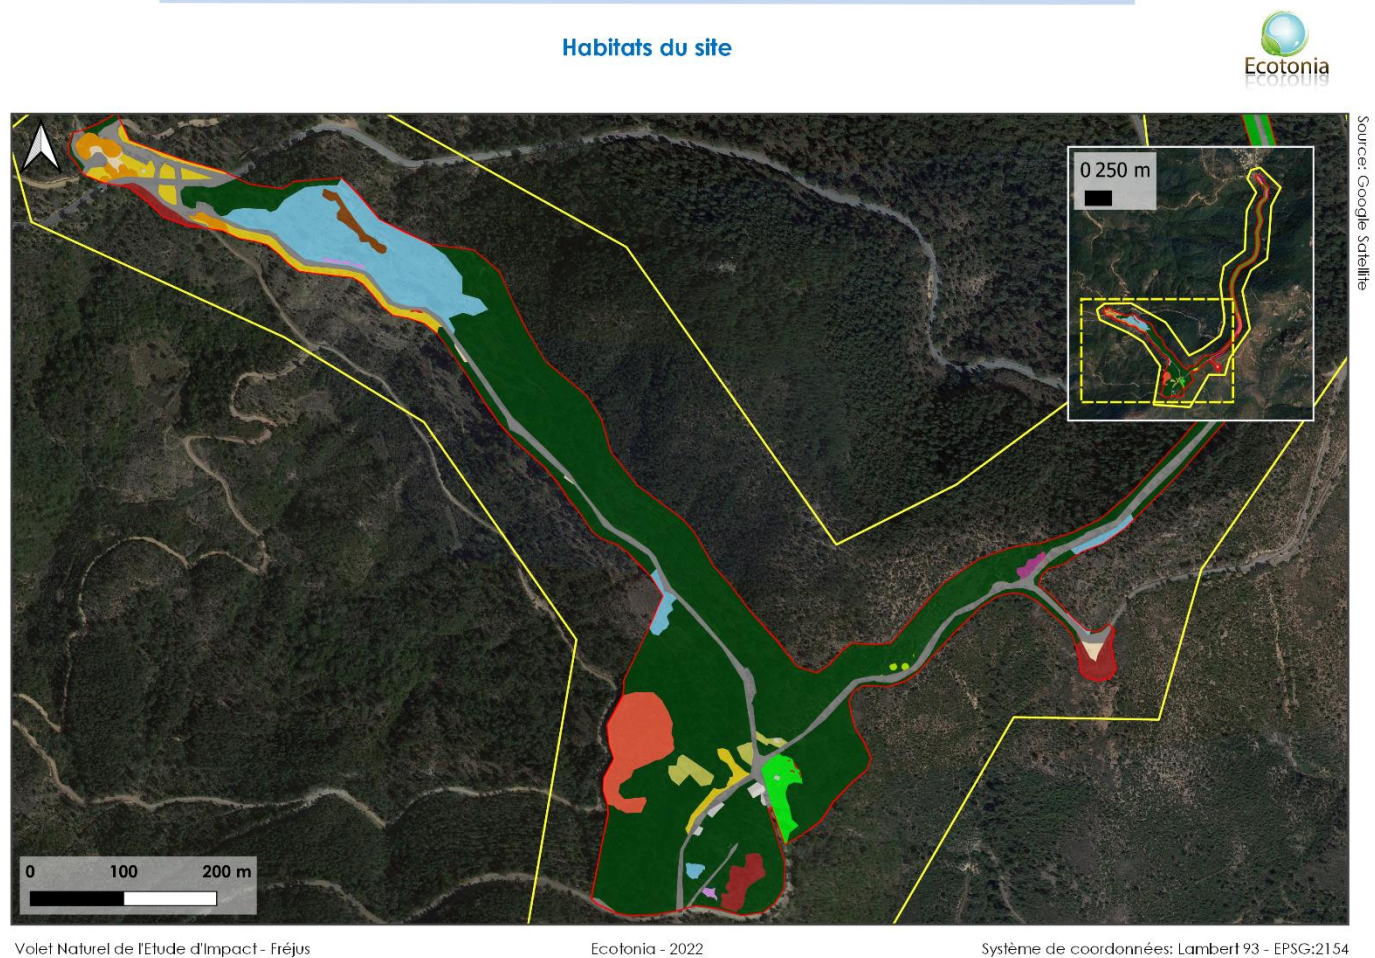 Habitats du site
Ecotonia
Source: Google Satellite
0 250 m
0 100 200 m
Volet Naturel de l'Etude d'Impact - Fréjus
Ecotonia - 2022
Système de coordonnées: Lambert 93 - EPSG:2154